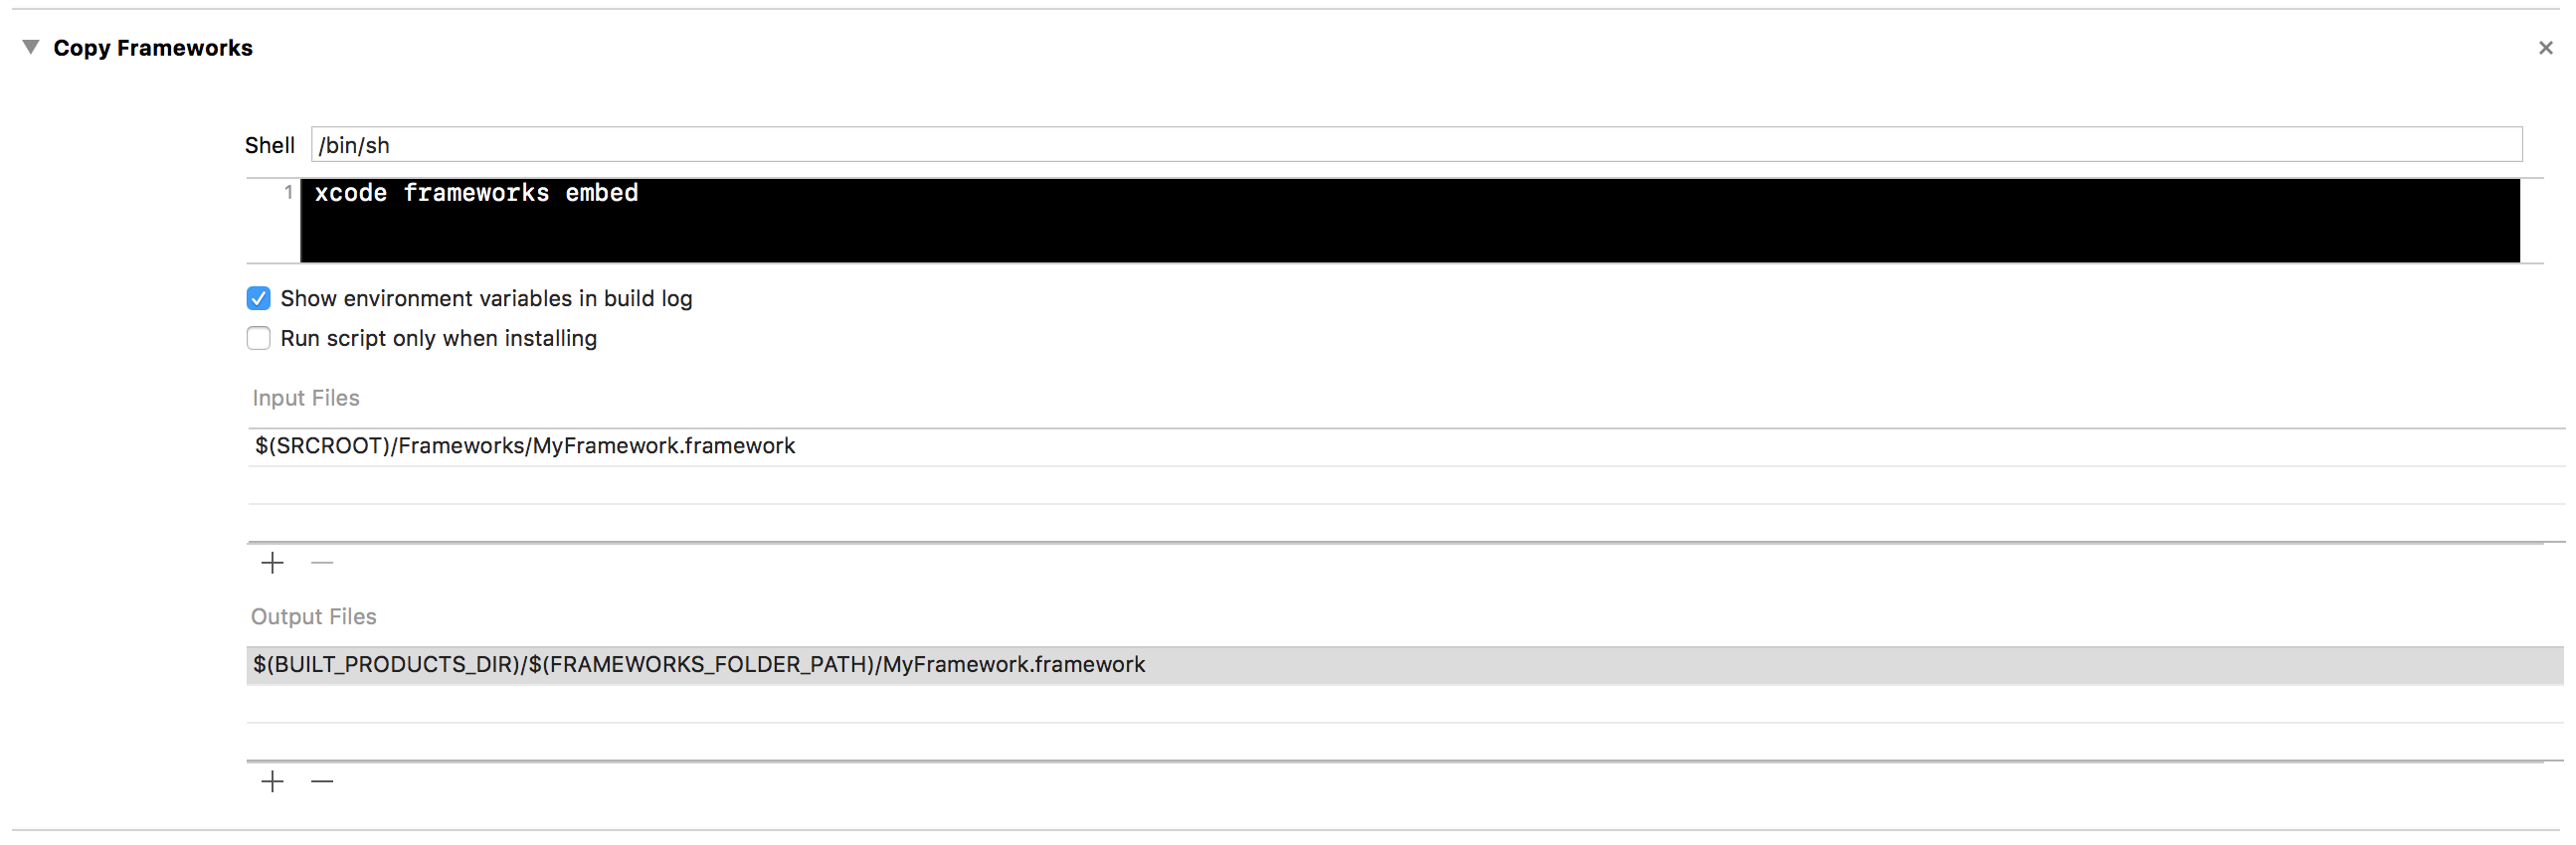 Copy Frameworks
Shell /bin/sh
1 xcode frameworks embed
Show environment variables in build log
Run script only when installing
Input Files
$(SRCROOT)/Frameworks/MyFramework.framework
Output Files
$(BUILT_PRODUCTS_DIR)/$(FRAMEWORKS_FOLDER_PATH)/MyFramework.framework